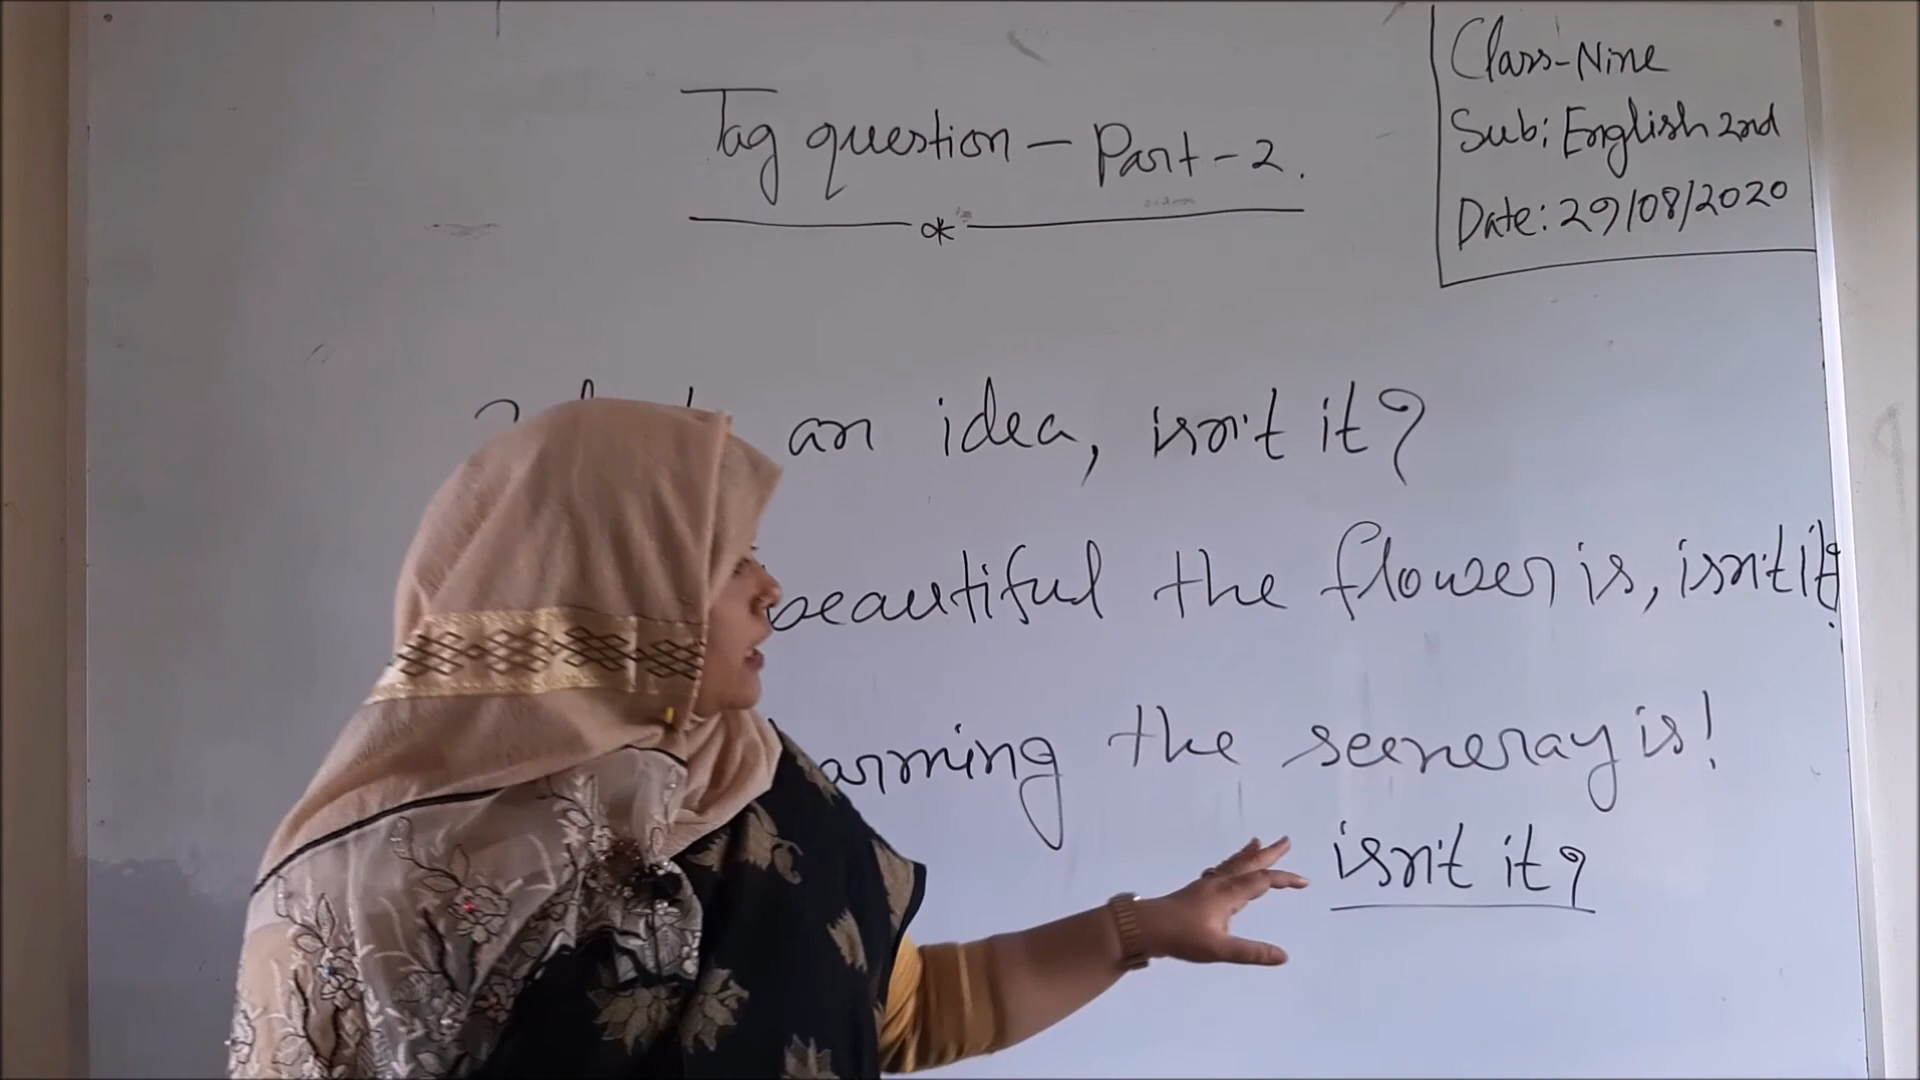 Tag question - Part - 2.
Class-Nine
Sub: English 2nd
Date: 29/08/2020
an idea, isn't it?
beautiful the flower is, isn't it?
the seeneray is!
isn't it?